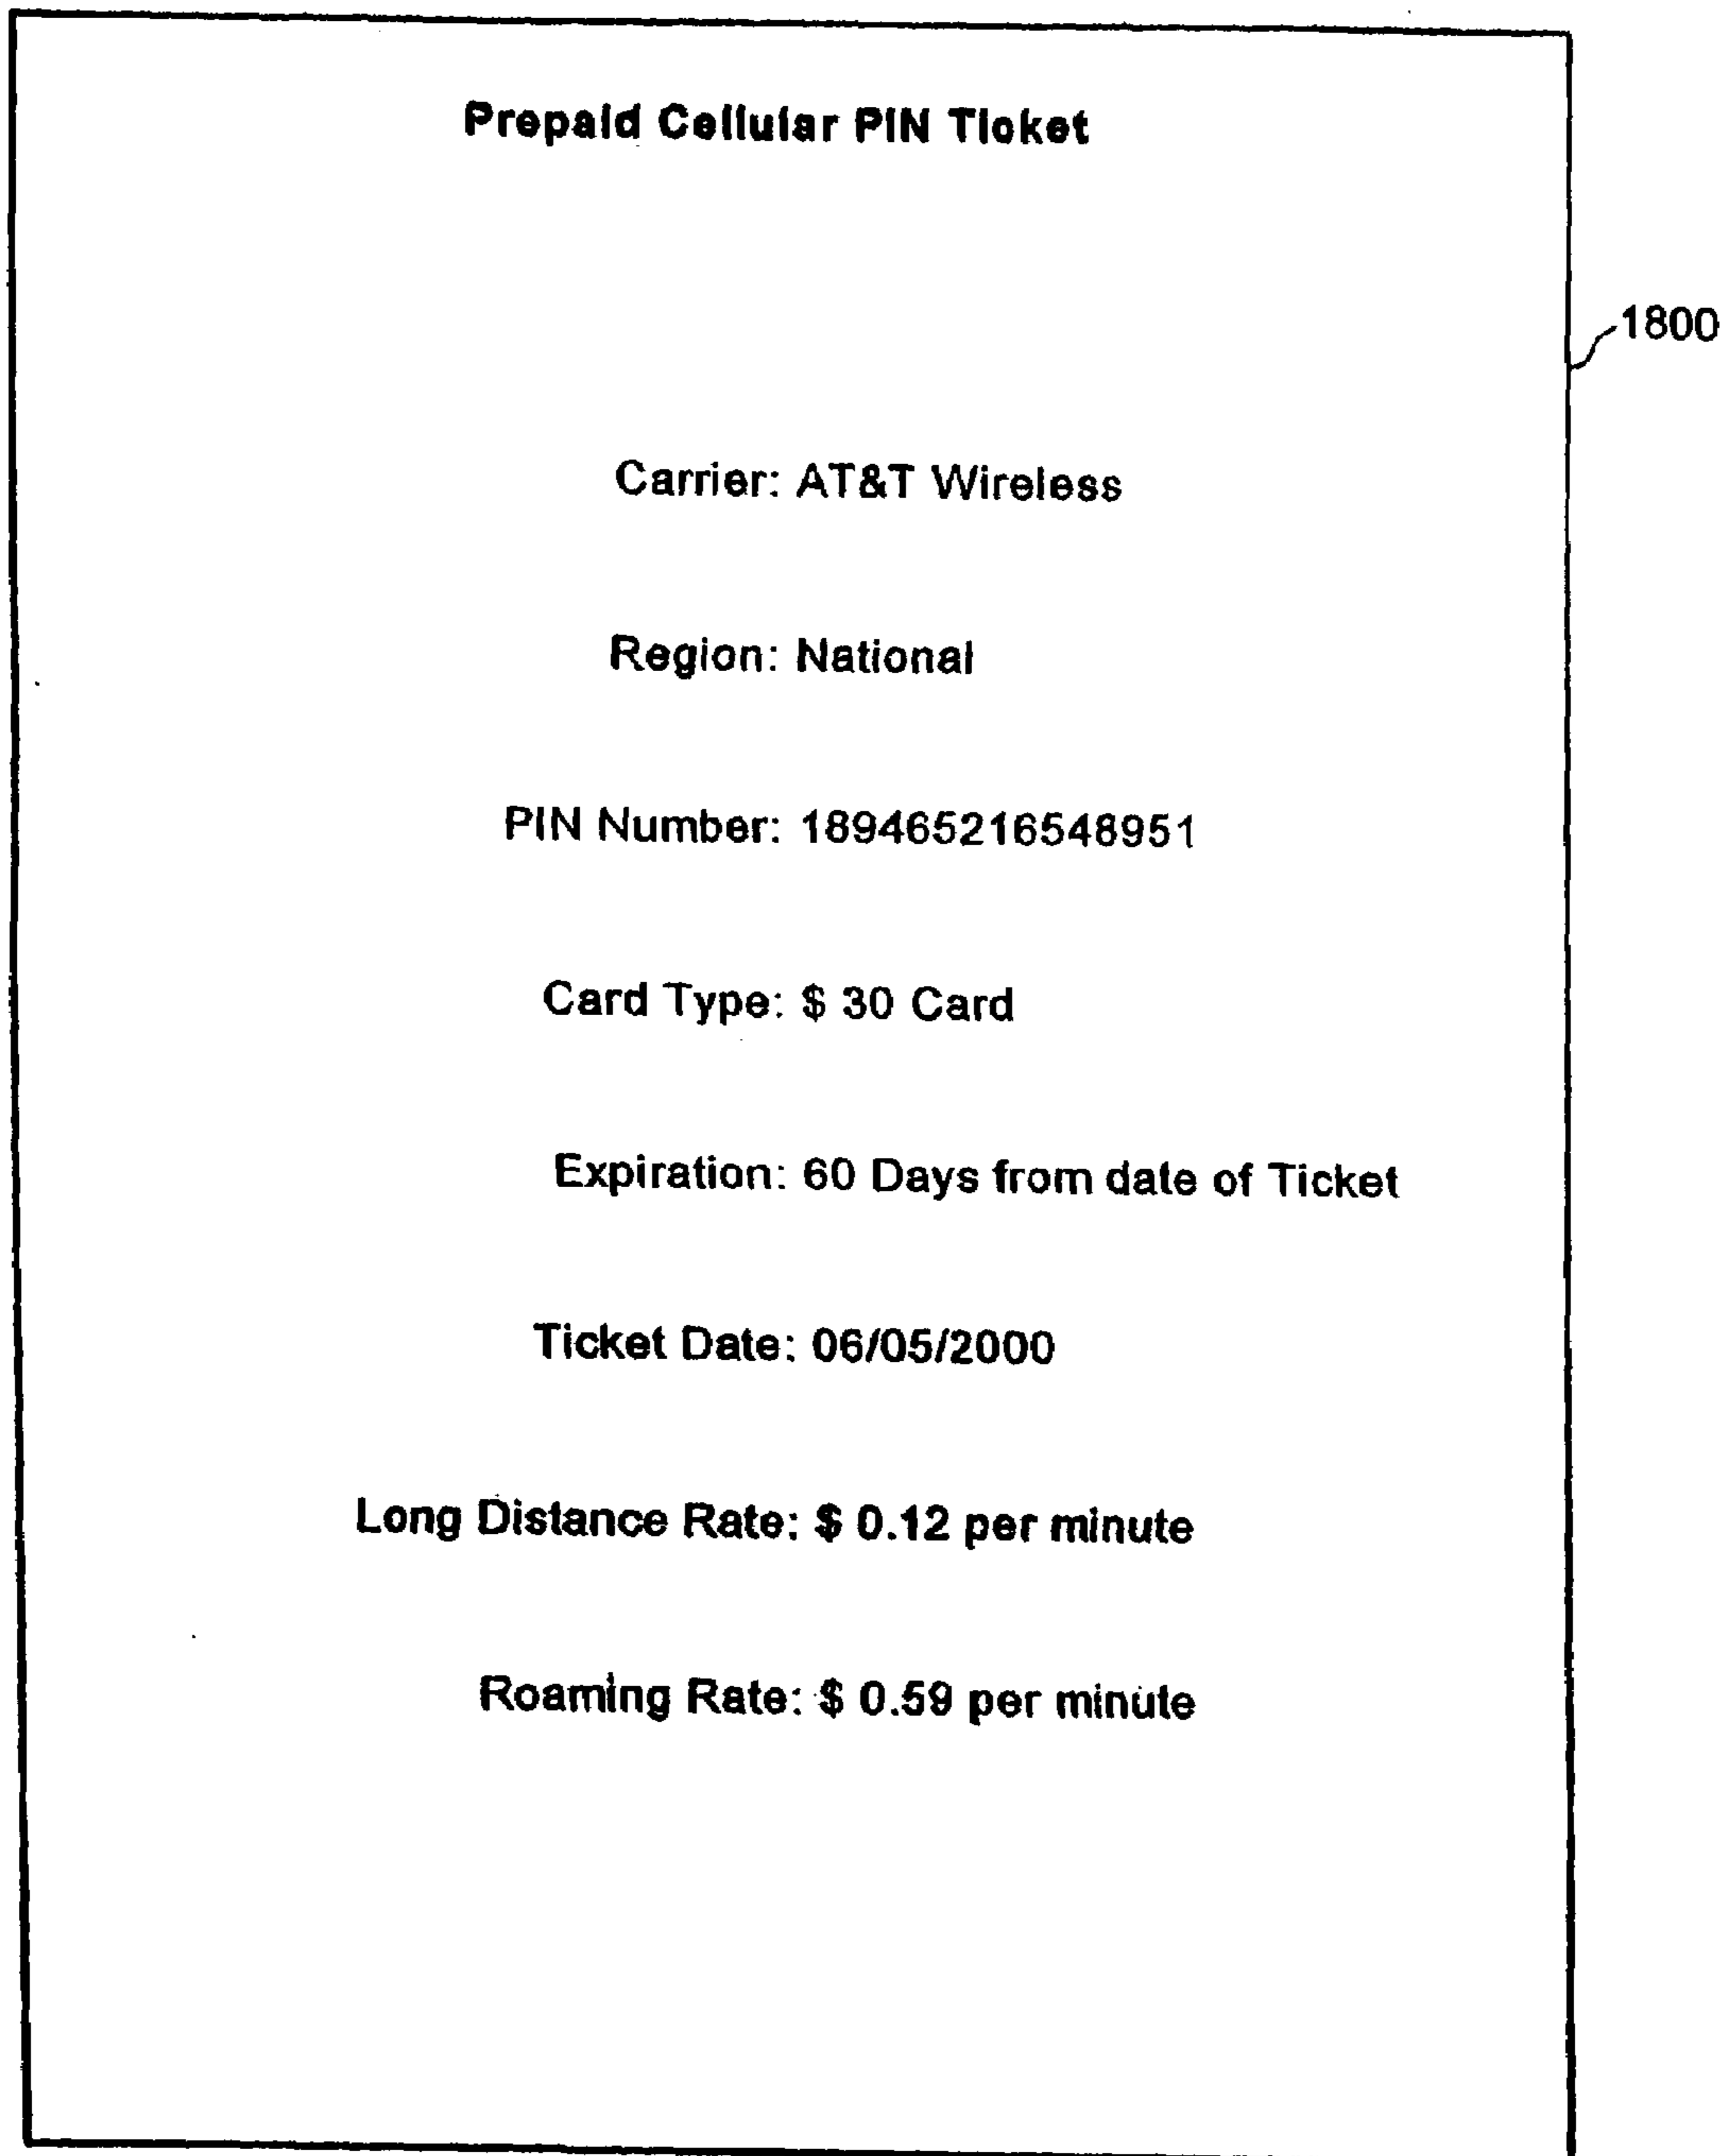 Prepaid Cellular PIN Ticket
1800
Carrier: AT&T Wireless
Region: National
PIN Number: 189465216548951
Card Type: $ 30 Card
Expiration: 60 Days from date of Ticket
Ticket Date: 06/05/2000
Long Distance Rate: $ 0.12 per minute
Roaming Rate: $ 0.59 per minute